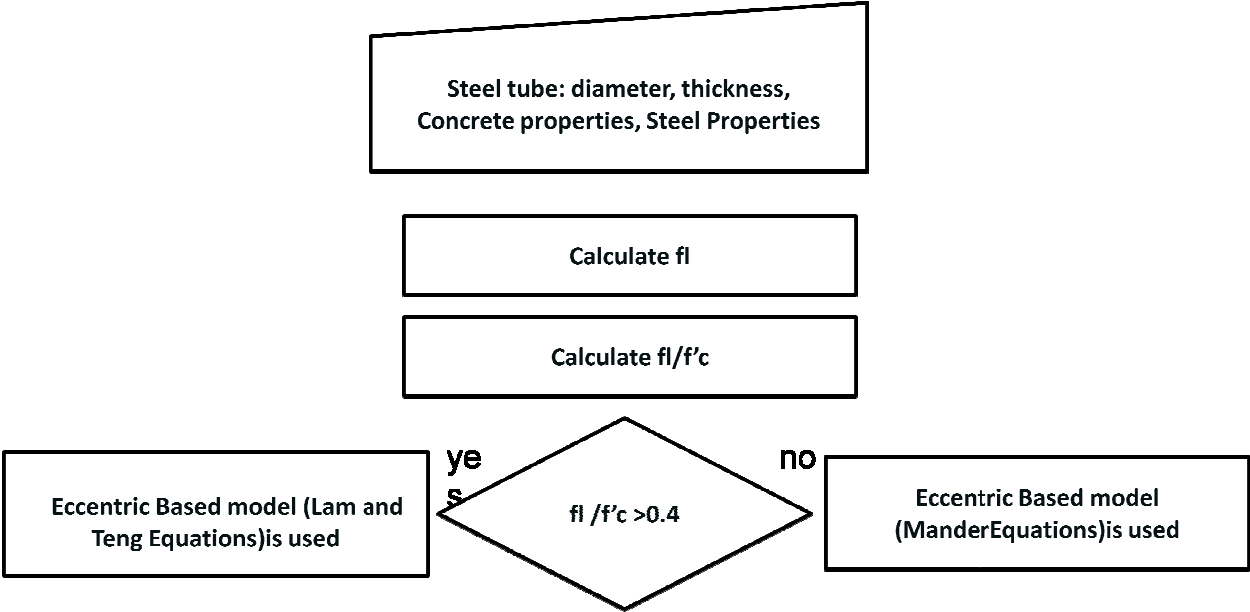 Steel tube: diameter, thickness,
Concrete properties, Steel Properties
Calculate fl
Calculate fl/f’c
ye
s
no
Eccentric Based model (Lam and
Teng Equations)is used
fl /f’c >0.4
Eccentric Based model
(ManderEquations)is used